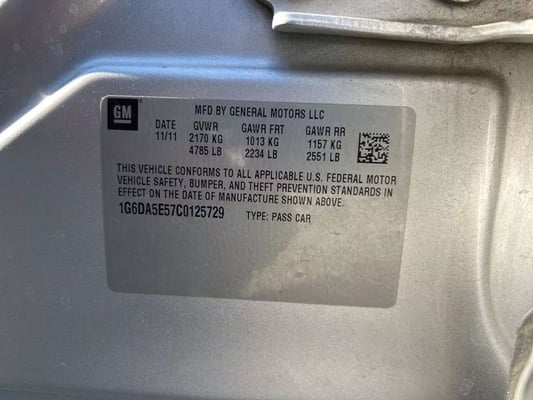 GM
MFD BY GENERAL MOTORS LLC
DATE GVWR GAWR FRT GAWR RR
11/11 2170 KG 1013 KG 1157 KG
4785 LB 2234 LB 2551 LB
THIS VEHICLE CONFORMS TO ALL APPLICABLE U.S. FEDERAL MOTOR
VEHICLE SAFETY, BUMPER, AND THEFT PREVENTION STANDARDS IN
EFFECT ON THE DATE OF MANUFACTURE SHOWN ABOVE.
1G6DA5E57C0125729 TYPE: PASS CAR